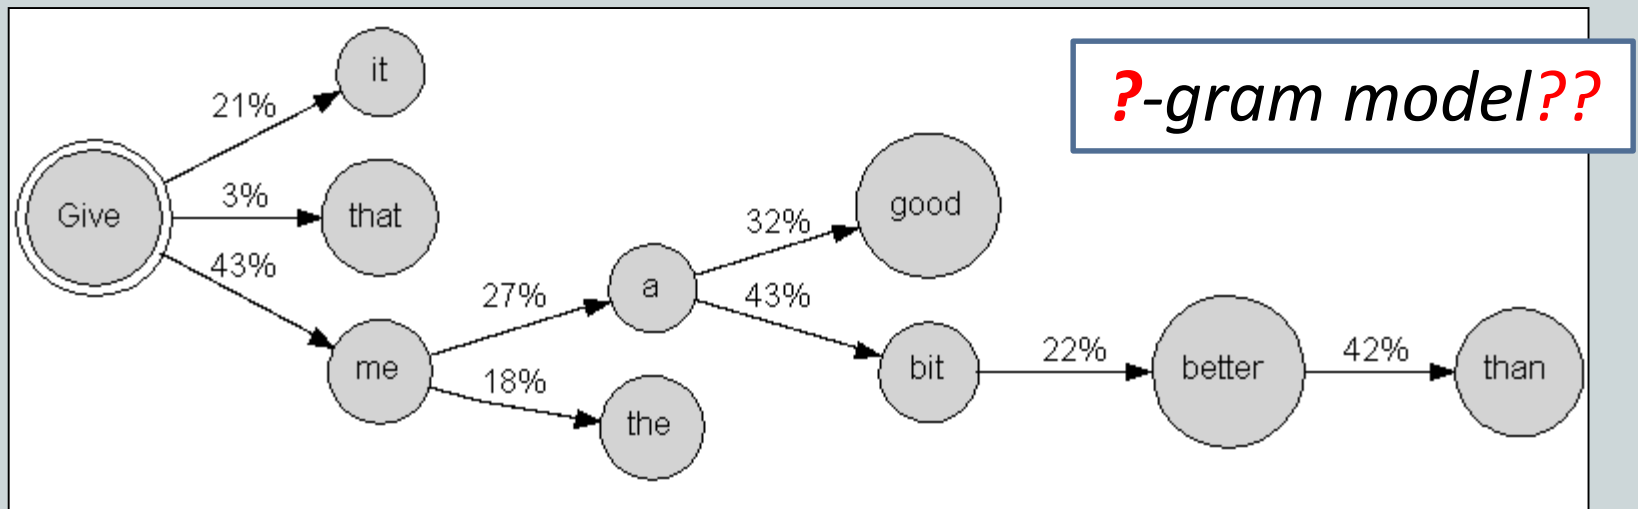 ?-gram model??
it
21%
Give
3%
that
43%
me
27%
a
18%
the
32%
good
43%
bit
22%
better
42%
than